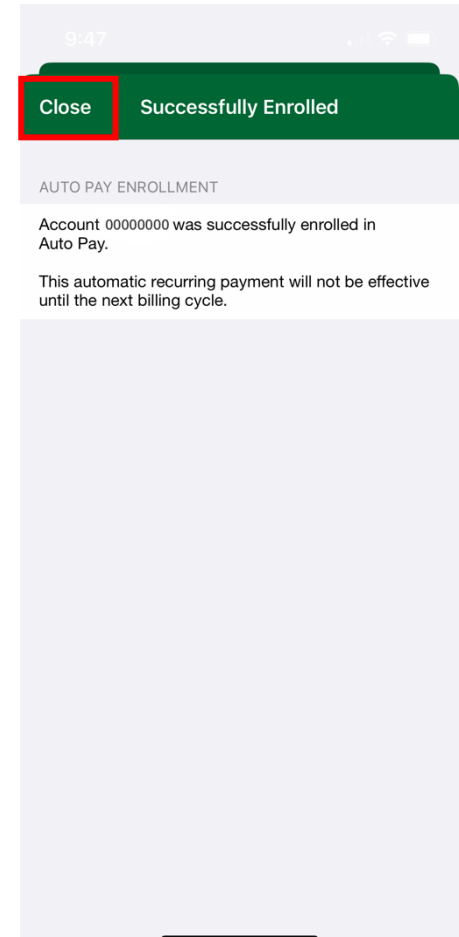 9:47
Close Successfully Enrolled
AUTO PAY ENROLLMENT
Account 00000000 was successfully enrolled in
Auto Pay.
This automatic recurring payment will not be effective
until the next billing cycle.